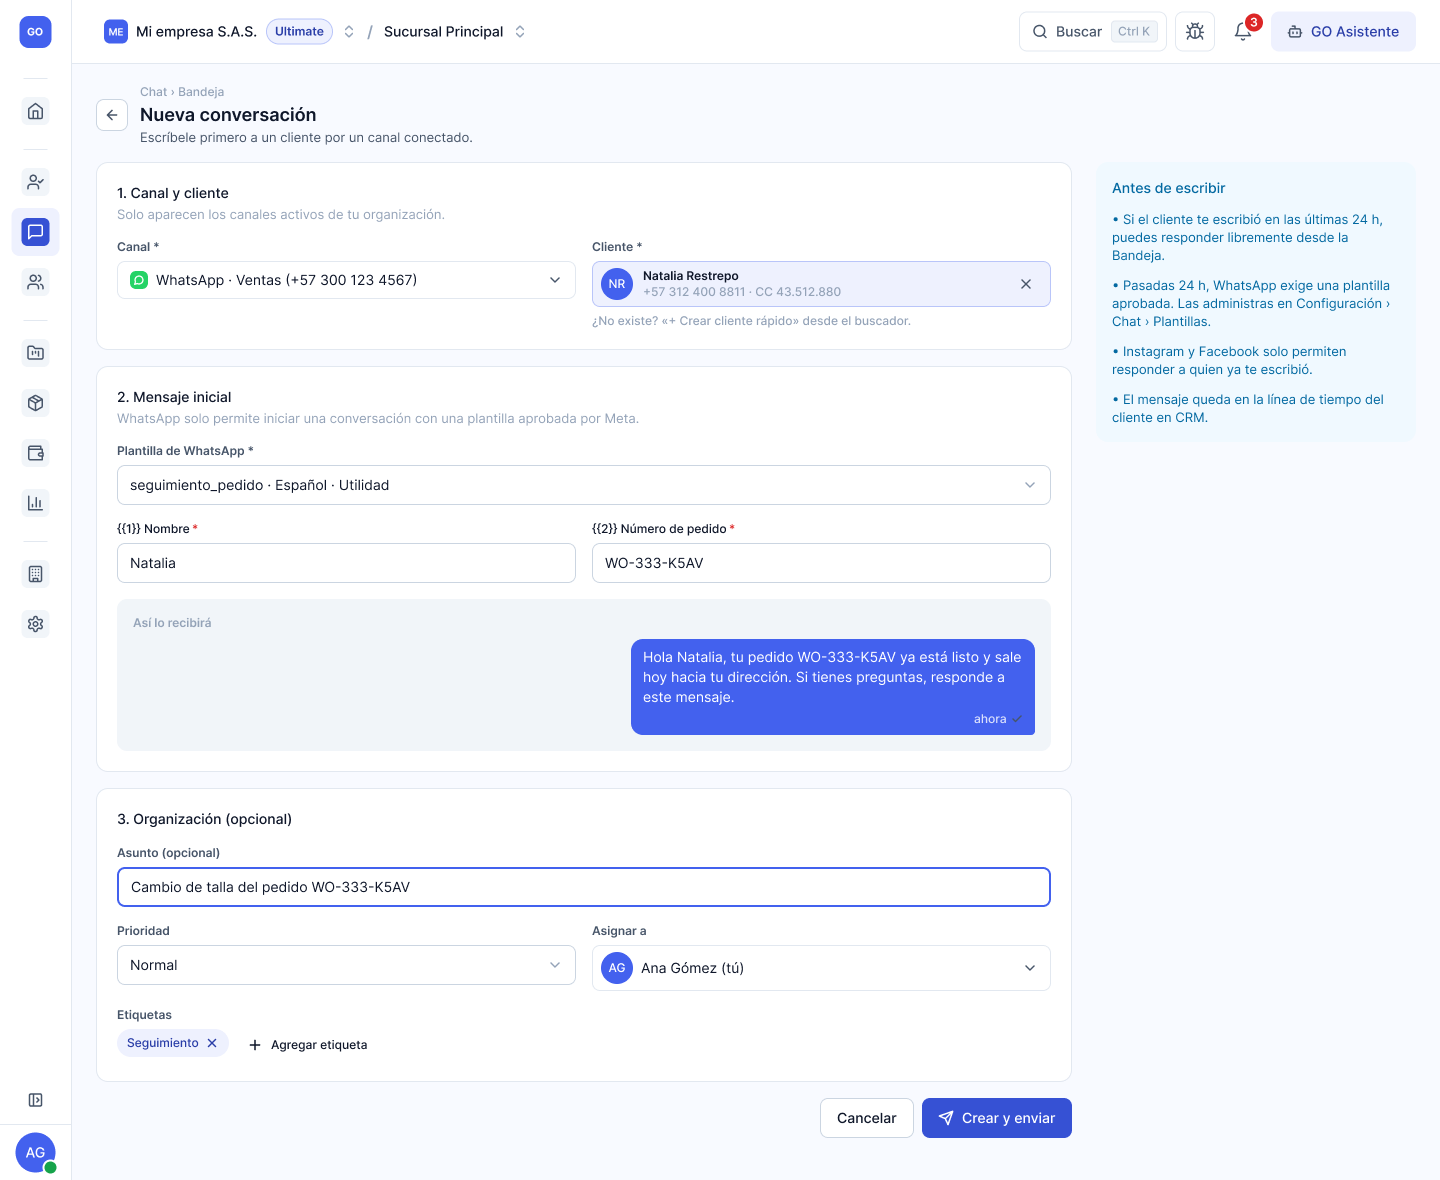 GO
ME Mi empresa S.A.S. Ultimate / Sucursal Principal
Buscar Ctrl K
3
GO Asistente
Chat › Bandeja
Nueva conversación
Escríbele primero a un cliente por un canal conectado.
1. Canal y cliente
Solo aparecen los canales activos de tu organización.
Canal *
WhatsApp · Ventas (+57 300 123 4567)
Cliente *
NR
Natalia Restrepo
+57 312 400 8811 · CC 43.512.880
¿No existe? «+ Crear cliente rápido» desde el buscador.
2. Mensaje inicial
WhatsApp solo permite iniciar una conversación con una plantilla aprobada por Meta.
Plantilla de WhatsApp *
seguimiento_pedido · Español · Utilidad
{{1}} Nombre *
Natalia
{{2}} Número de pedido *
WO-333-K5AV
Así lo recibirá
Hola Natalia, tu pedido WO-333-K5AV ya está listo y sale
hoy hacia tu dirección. Si tienes preguntas, responde a
este mensaje.
ahora
3. Organización (opcional)
Asunto (opcional)
Cambio de talla del pedido WO-333-K5AV
Prioridad
Normal
Asignar a
AG Ana Gómez (tú)
Etiquetas
Seguimiento
Agregar etiqueta
Cancelar
Crear y enviar
Antes de escribir
• Si el cliente te escribió en las últimas 24 h,
puedes responder libremente desde la
Bandeja.
• Pasadas 24 h, WhatsApp exige una plantilla
aprobada. Las administras en Configuración ›
Chat › Plantillas.
• Instagram y Facebook solo permiten
responder a quien ya te escribió.
• El mensaje queda en la línea de tiempo del
cliente en CRM.
AG